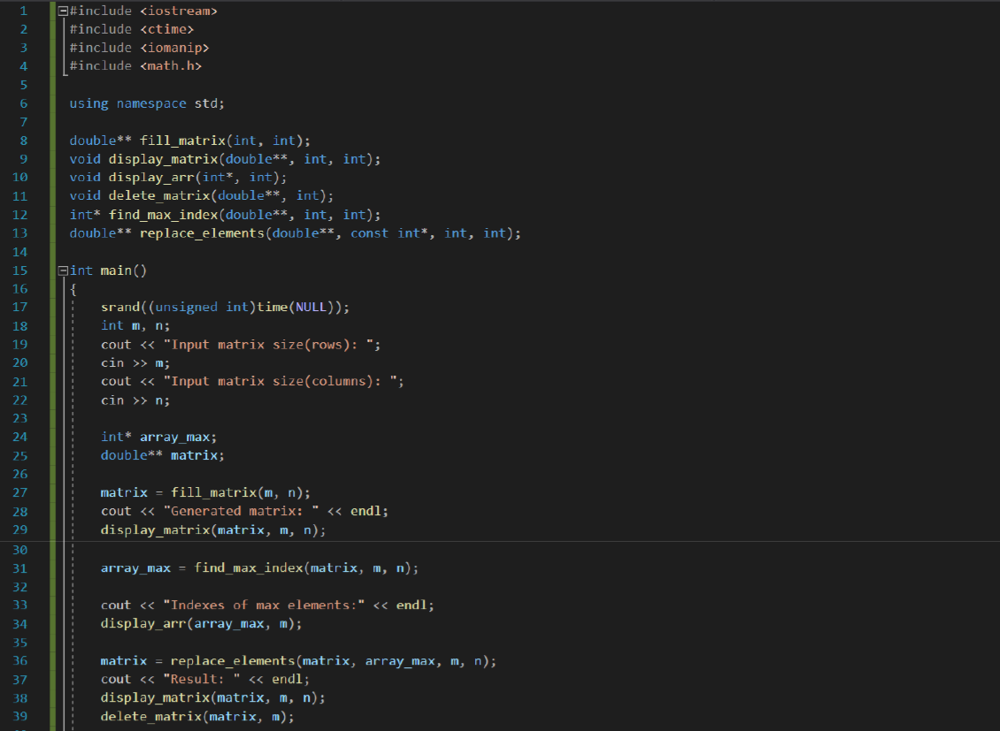 1 #include <iostream>
2 #include <ctime>
3 #include <iomanip>
4 #include <math.h>
5
6 using namespace std;
7
8 double** fill_matrix(int, int);
9 void display_matrix(double**, int, int);
10 void display_arr(int*, int);
11 void delete_matrix(double**, int);
12 int* find_max_index(double**, int, int);
13 double** replace_elements(double**, const int*, int, int);
14
15 int main()
16 {
17 srand((unsigned int)time(NULL));
18 int m, n;
19 cout << "Input matrix size(rows): ";
20 cin >> m;
21 cout << "Input matrix size(columns): ";
22 cin >> n;
23
24 int* array_max;
25 double** matrix;
26
27 matrix = fill_matrix(m, n);
28 cout << "Generated matrix: " << endl;
29 display_matrix(matrix, m, n);
30
31 array_max = find_max_index(matrix, m, n);
32
33 cout << "Indexes of max elements:" << endl;
34 display_arr(array_max, m);
35
36 matrix = replace_elements(matrix, array_max, m, n);
37 cout << "Result: " << endl;
38 display_matrix(matrix, m, n);
39 delete_matrix(matrix, m);